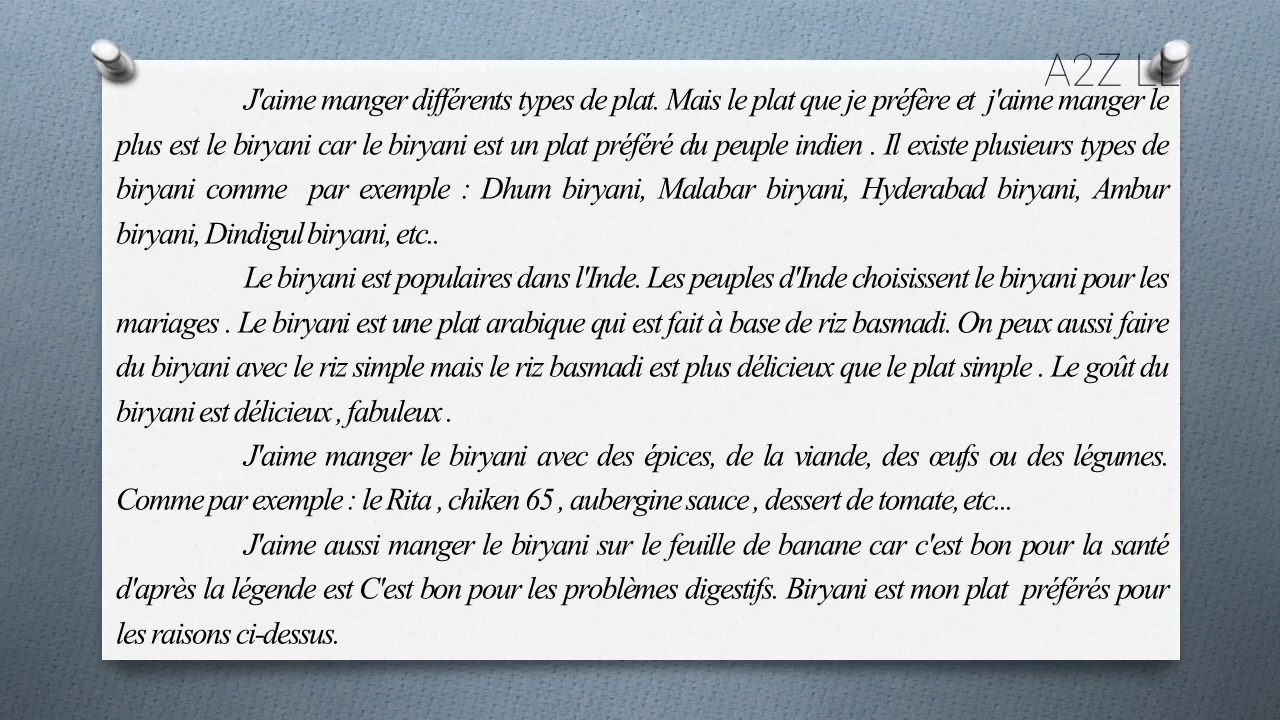 A2Z
J'aime manger différents types de plat. Mais le plat que je préfère et j'aime manger le
plus est le biryani car le biryani est un plat préféré du peuple indien . Il existe plusieurs types de
biryani comme par exemple : Dhum biryani, Malabar biryani, Hyderabad biryani, Ambur
biryani, Dindigul biryani, etc..
Le biryani est populaires dans l'Inde. Les peuples d'Inde choisissent le biryani pour les
mariages . Le biryani est une plat arabique qui est fait à base de riz basmadi. On peux aussi faire
du biryani avec le riz simple mais le riz basmadi est plus délicieux que le plat simple . Le goût du
biryani est délicieux , fabuleux .
J'aime manger le biryani avec des épices, de la viande, des œufs ou des légumes.
Comme par exemple : le Rita , chiken 65 , aubergine sauce , dessert de tomate, etc...
J'aime aussi manger le biryani sur le feuille de banane car c'est bon pour la santé
d'après la légende est C'est bon pour les problèmes digestifs. Biryani est mon plat préférés pour
les raisons ci-dessus.